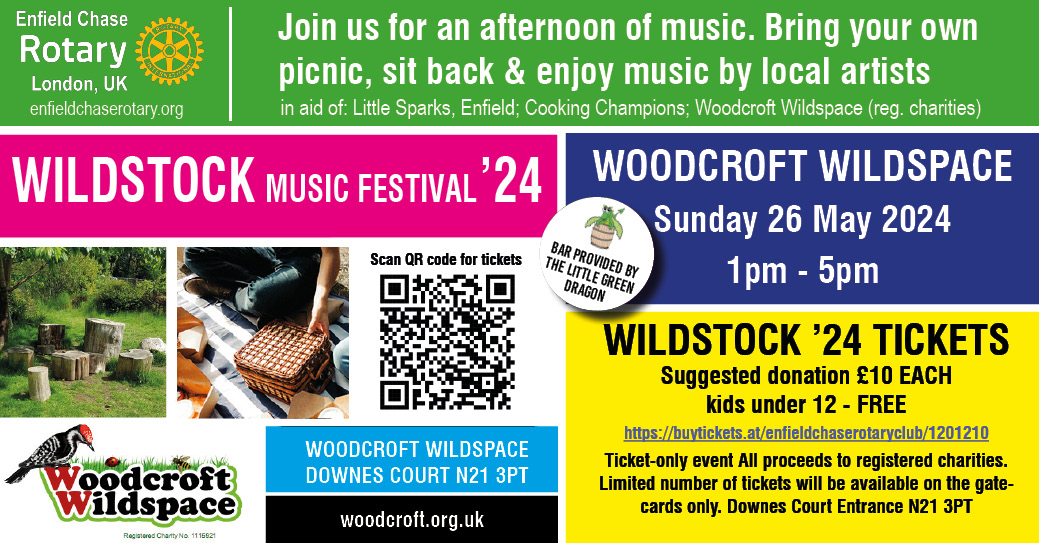 Enfield Chase
Rotary
London, UK
enfieldchaserotary.org
Join us for an afternoon of music. Bring your own
picnic, sit back & enjoy music by local artists
in aid of: Little Sparks, Enfield; Cooking Champions; Woodcroft Wildspace (reg. charities)
WILDSTOCK MUSIC FESTIVAL ’24
WOODCROFT WILDSPACE
Sunday 26 May 2024
1pm - 5pm
BAR PROVIDED BY
THE LITTLE GREEN
DRAGON
Scan QR code for tickets
WILDSTOCK ’24 TICKETS
Suggested donation £10 EACH
kids under 12 - FREE
https://buytickets.at/enfieldchaserotaryclub/1201210
Ticket-only event All proceeds to registered charities.
Limited number of tickets will be available on the gate-
cards only. Downes Court Entrance N21 3PT
Woodcroft
Wildspace
Registered Charity No. 1115821
WOODCROFT WILDSPACE
DOWNES COURT N21 3PT
woodcroft.org.uk